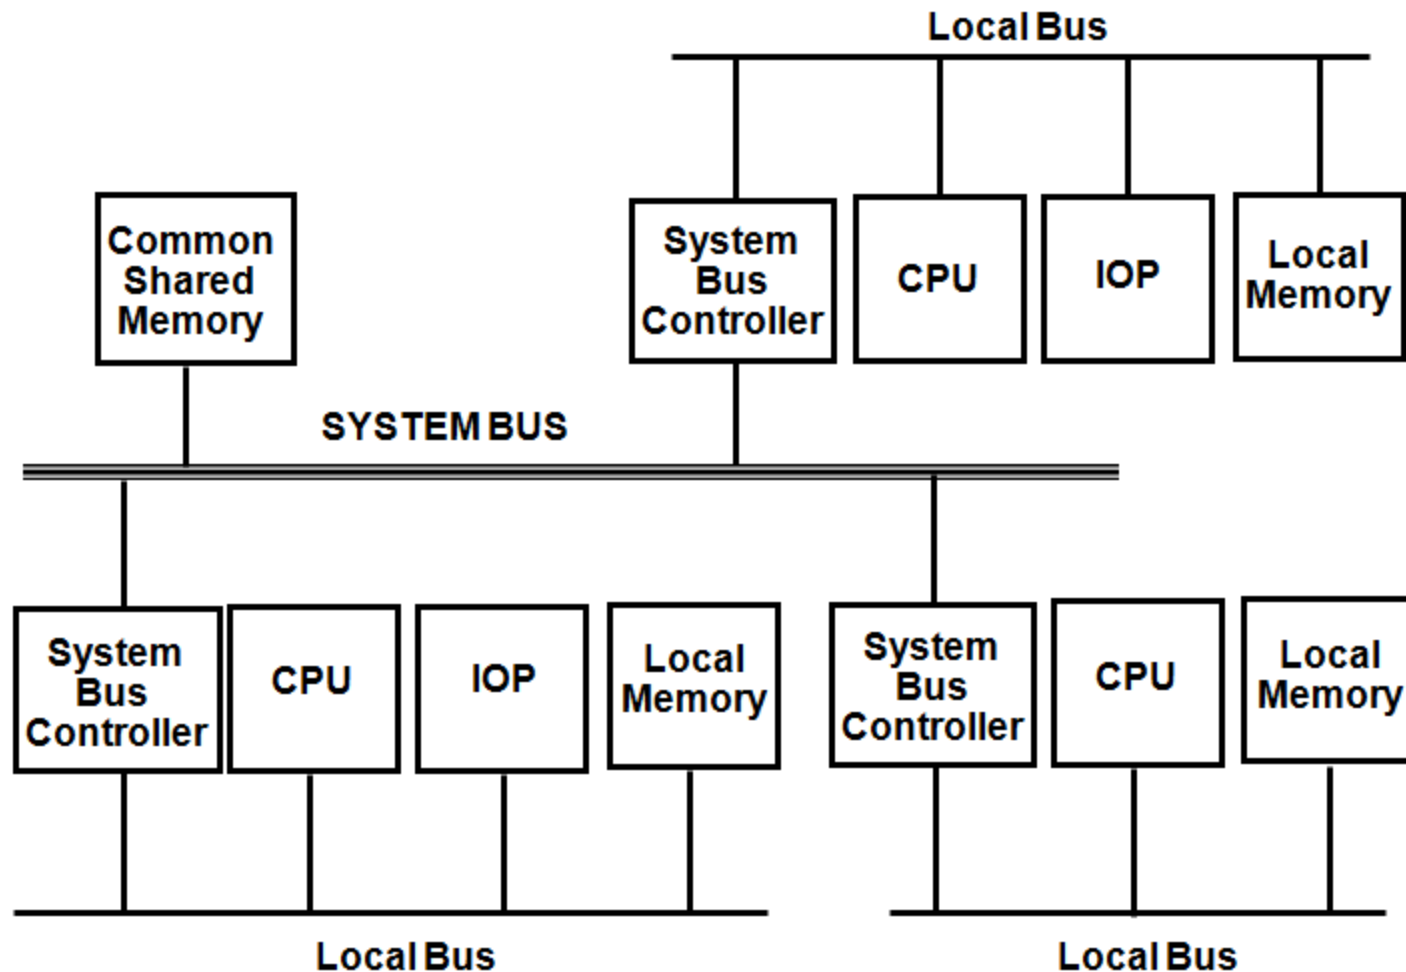 Local Bus
Common
Shared
Memory
System
Bus
Controller
CPU
IOP
Local
Memory
SYSTEM BUS
System
Bus
Controller
CPU
IOP
Local
Memory
System
Bus
Controller
CPU
Local
Memory
Local Bus
Local Bus